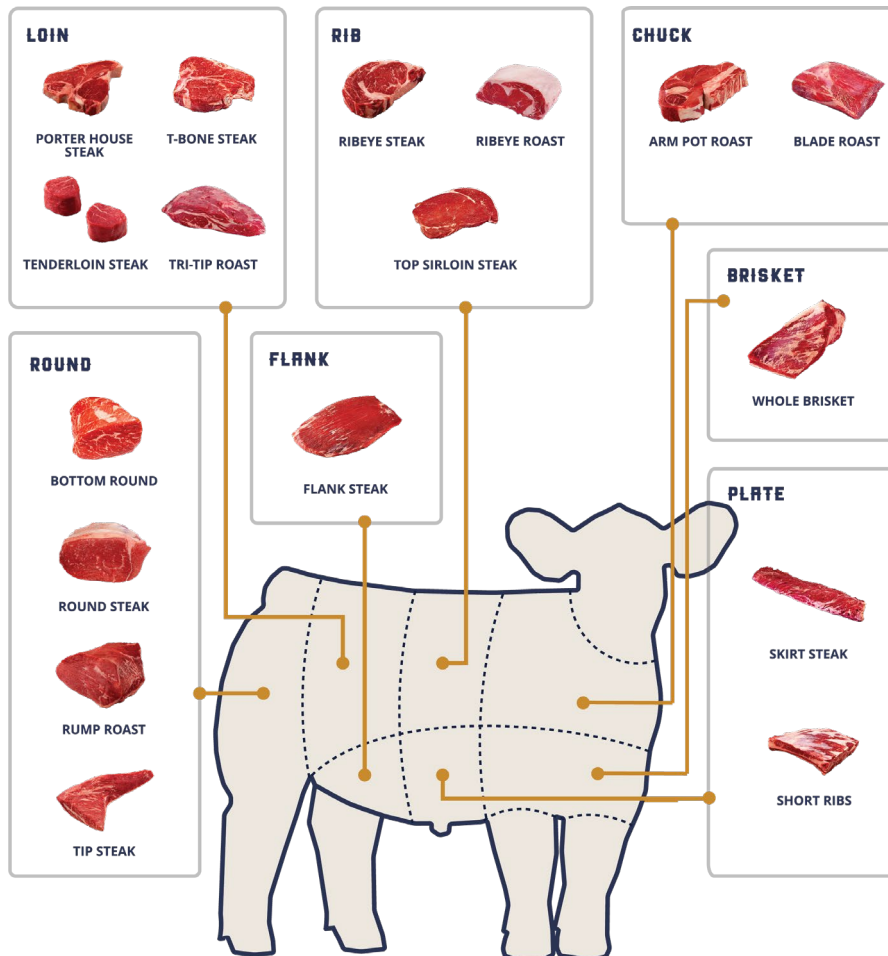 LOIN
PORTER HOUSE
STEAK
T-BONE STEAK
TENDERLOIN STEAK
TRI-TIP ROAST
RIB
RIBEYE STEAK
RIBEYE ROAST
TOP SIRLOIN STEAK
CHUCK
ARM POT ROAST
BLADE ROAST
BRISKET
WHOLE BRISKET
ROUND
BOTTOM ROUND
ROUND STEAK
RUMP ROAST
TIP STEAK
FLANK
FLANK STEAK
PLATE
SKIRT STEAK
SHORT RIBS